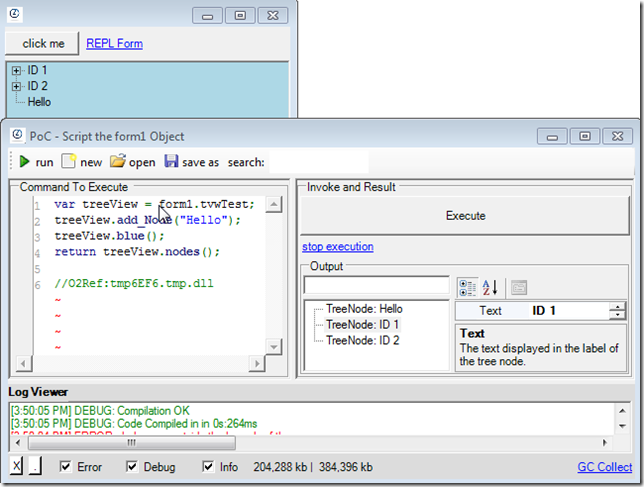 click me REPL Form
ID 1
ID 2
Hello
PoC - Script the form1 Object
run new open save as search:
Command To Execute
1 var treeView = form1.tvwTest;
2 treeView.add_Node("Hello");
3 treeView.blue();
4 return treeView.nodes();
5
6 //O2Ref:tmp6EF6.tmp.dll
~
~
~
~
Invoke and Result
Execute
stop execution
Output
TreeNode: Hello
TreeNode: ID 1
TreeNode: ID 2
Text ID 1
Text
The text displayed in the label of
the tree node.
Log Viewer
[3:50:05 PM] DEBUG: Compilation OK
[3:50:05 PM] DEBUG: Code Compiled in in 0s:264ms
X . Error Debug Info 204,288 kb | 384,396 kb GC Collect